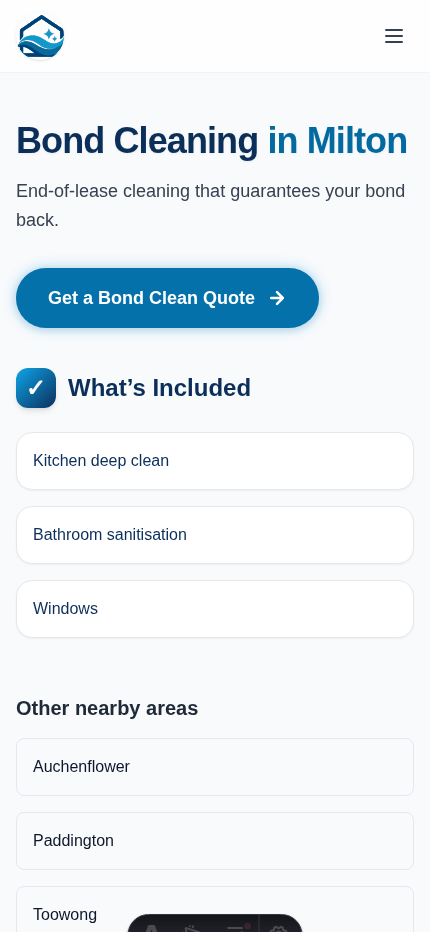 Bond Cleaning in Milton
End-of-lease cleaning that guarantees your bond
back.
Get a Bond Clean Quote →
✓ What’s Included
Kitchen deep clean
Bathroom sanitisation
Windows
Other nearby areas
Auchenflower
Paddington
Toowong